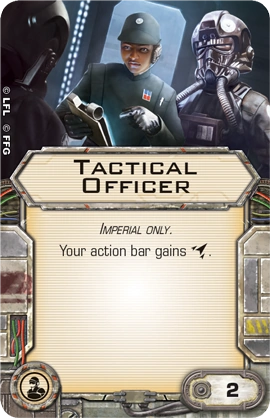 © LFL © FFG
TACTICAL
OFFICER
IMPERIAL ONLY.
Your action bar gains .
2